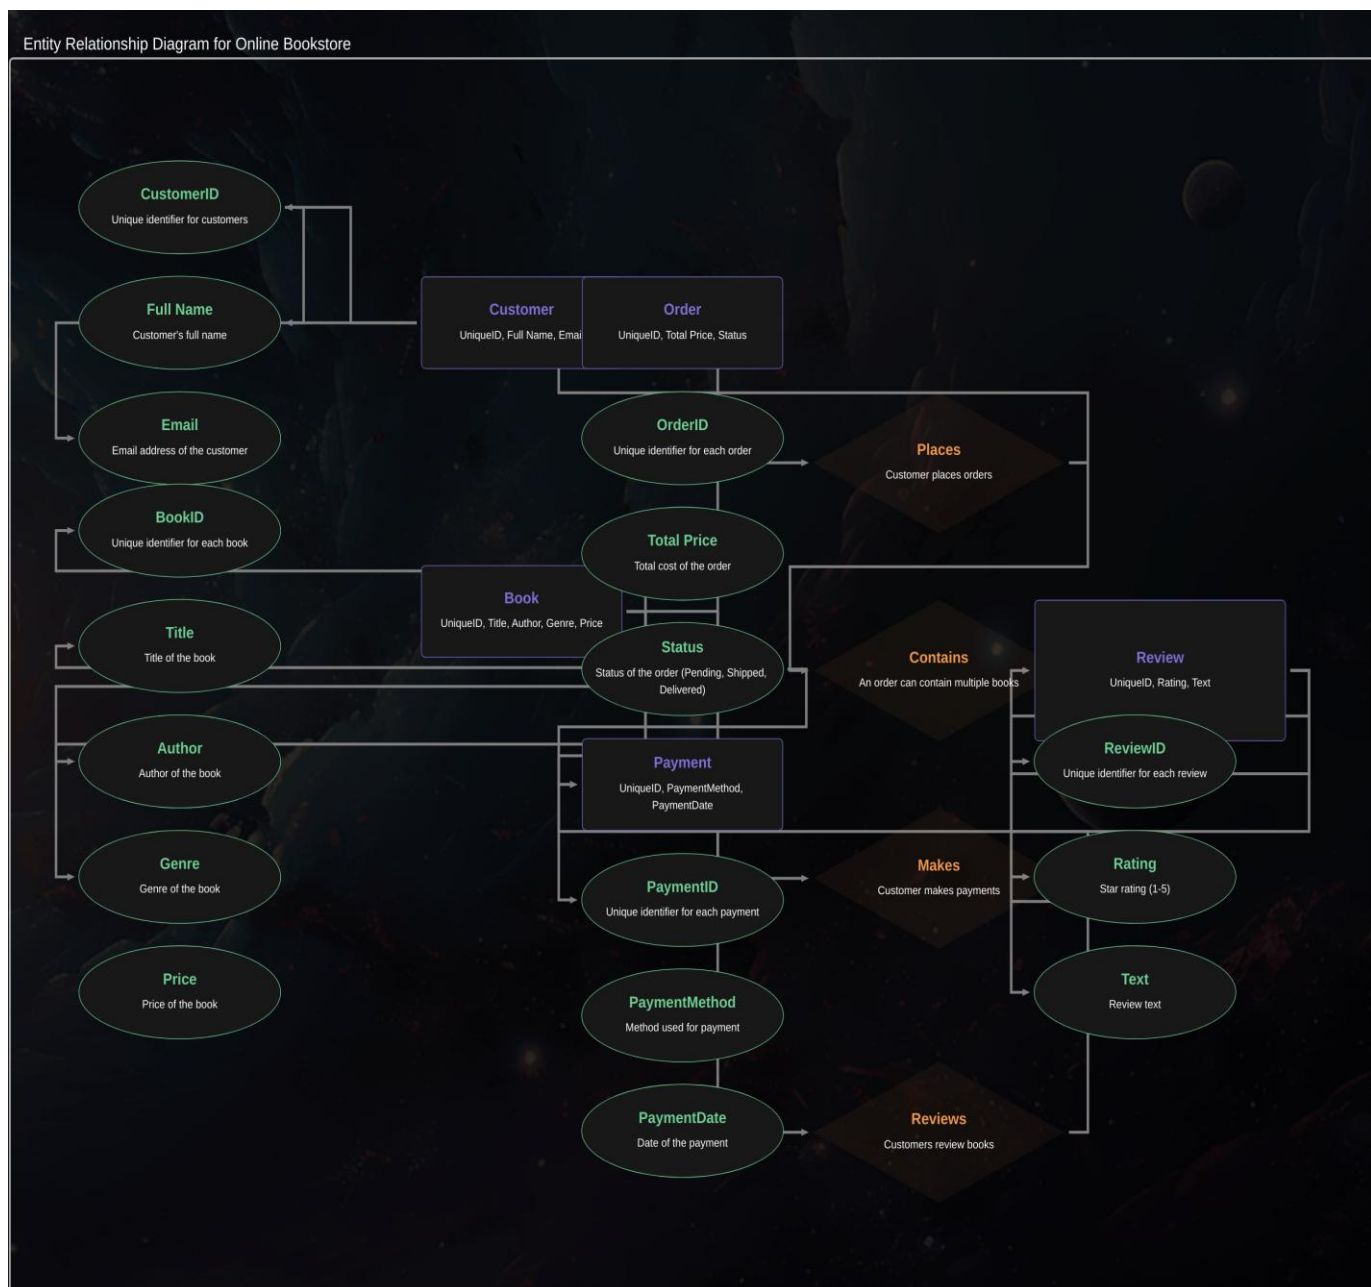 Entity Relationship Diagram for Online Bookstore
CustomerID
Unique identifier for customers
Full Name
Customer's full name
Customer
UniqueID, Full Name, Emai
Order
UniqueID, Total Price, Status
Email
Email address of the customer
OrderID
Unique identifier for each order
Places
Customer places orders
BookID
Unique identifier for each book
Total Price
Total cost of the order
Book
UniqueID, Title, Author, Genre, Price
Title
Title of the book
Status
Status of the order (Pending, Shipped,
Delivered)
Contains
An order can contain multiple books
Review
UniqueID, Rating, Text
Author
Author of the book
Payment
UniqueID, PaymentMethod,
PaymentDate
ReviewID
Unique identifier for each review
Genre
Genre of the book
PaymentID
Unique identifier for each payment
Makes
Customer makes payments
Rating
Star rating (1-5)
Price
Price of the book
PaymentMethod
Method used for payment
Text
Review text
PaymentDate
Date of the payment
Reviews
Customers review books